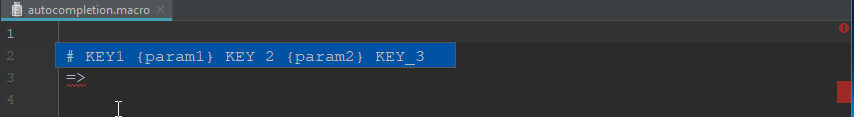 autocompletion.macro
1
2 # KEY1 {param1} KEY 2 {param2} KEY_3
3 =>
4